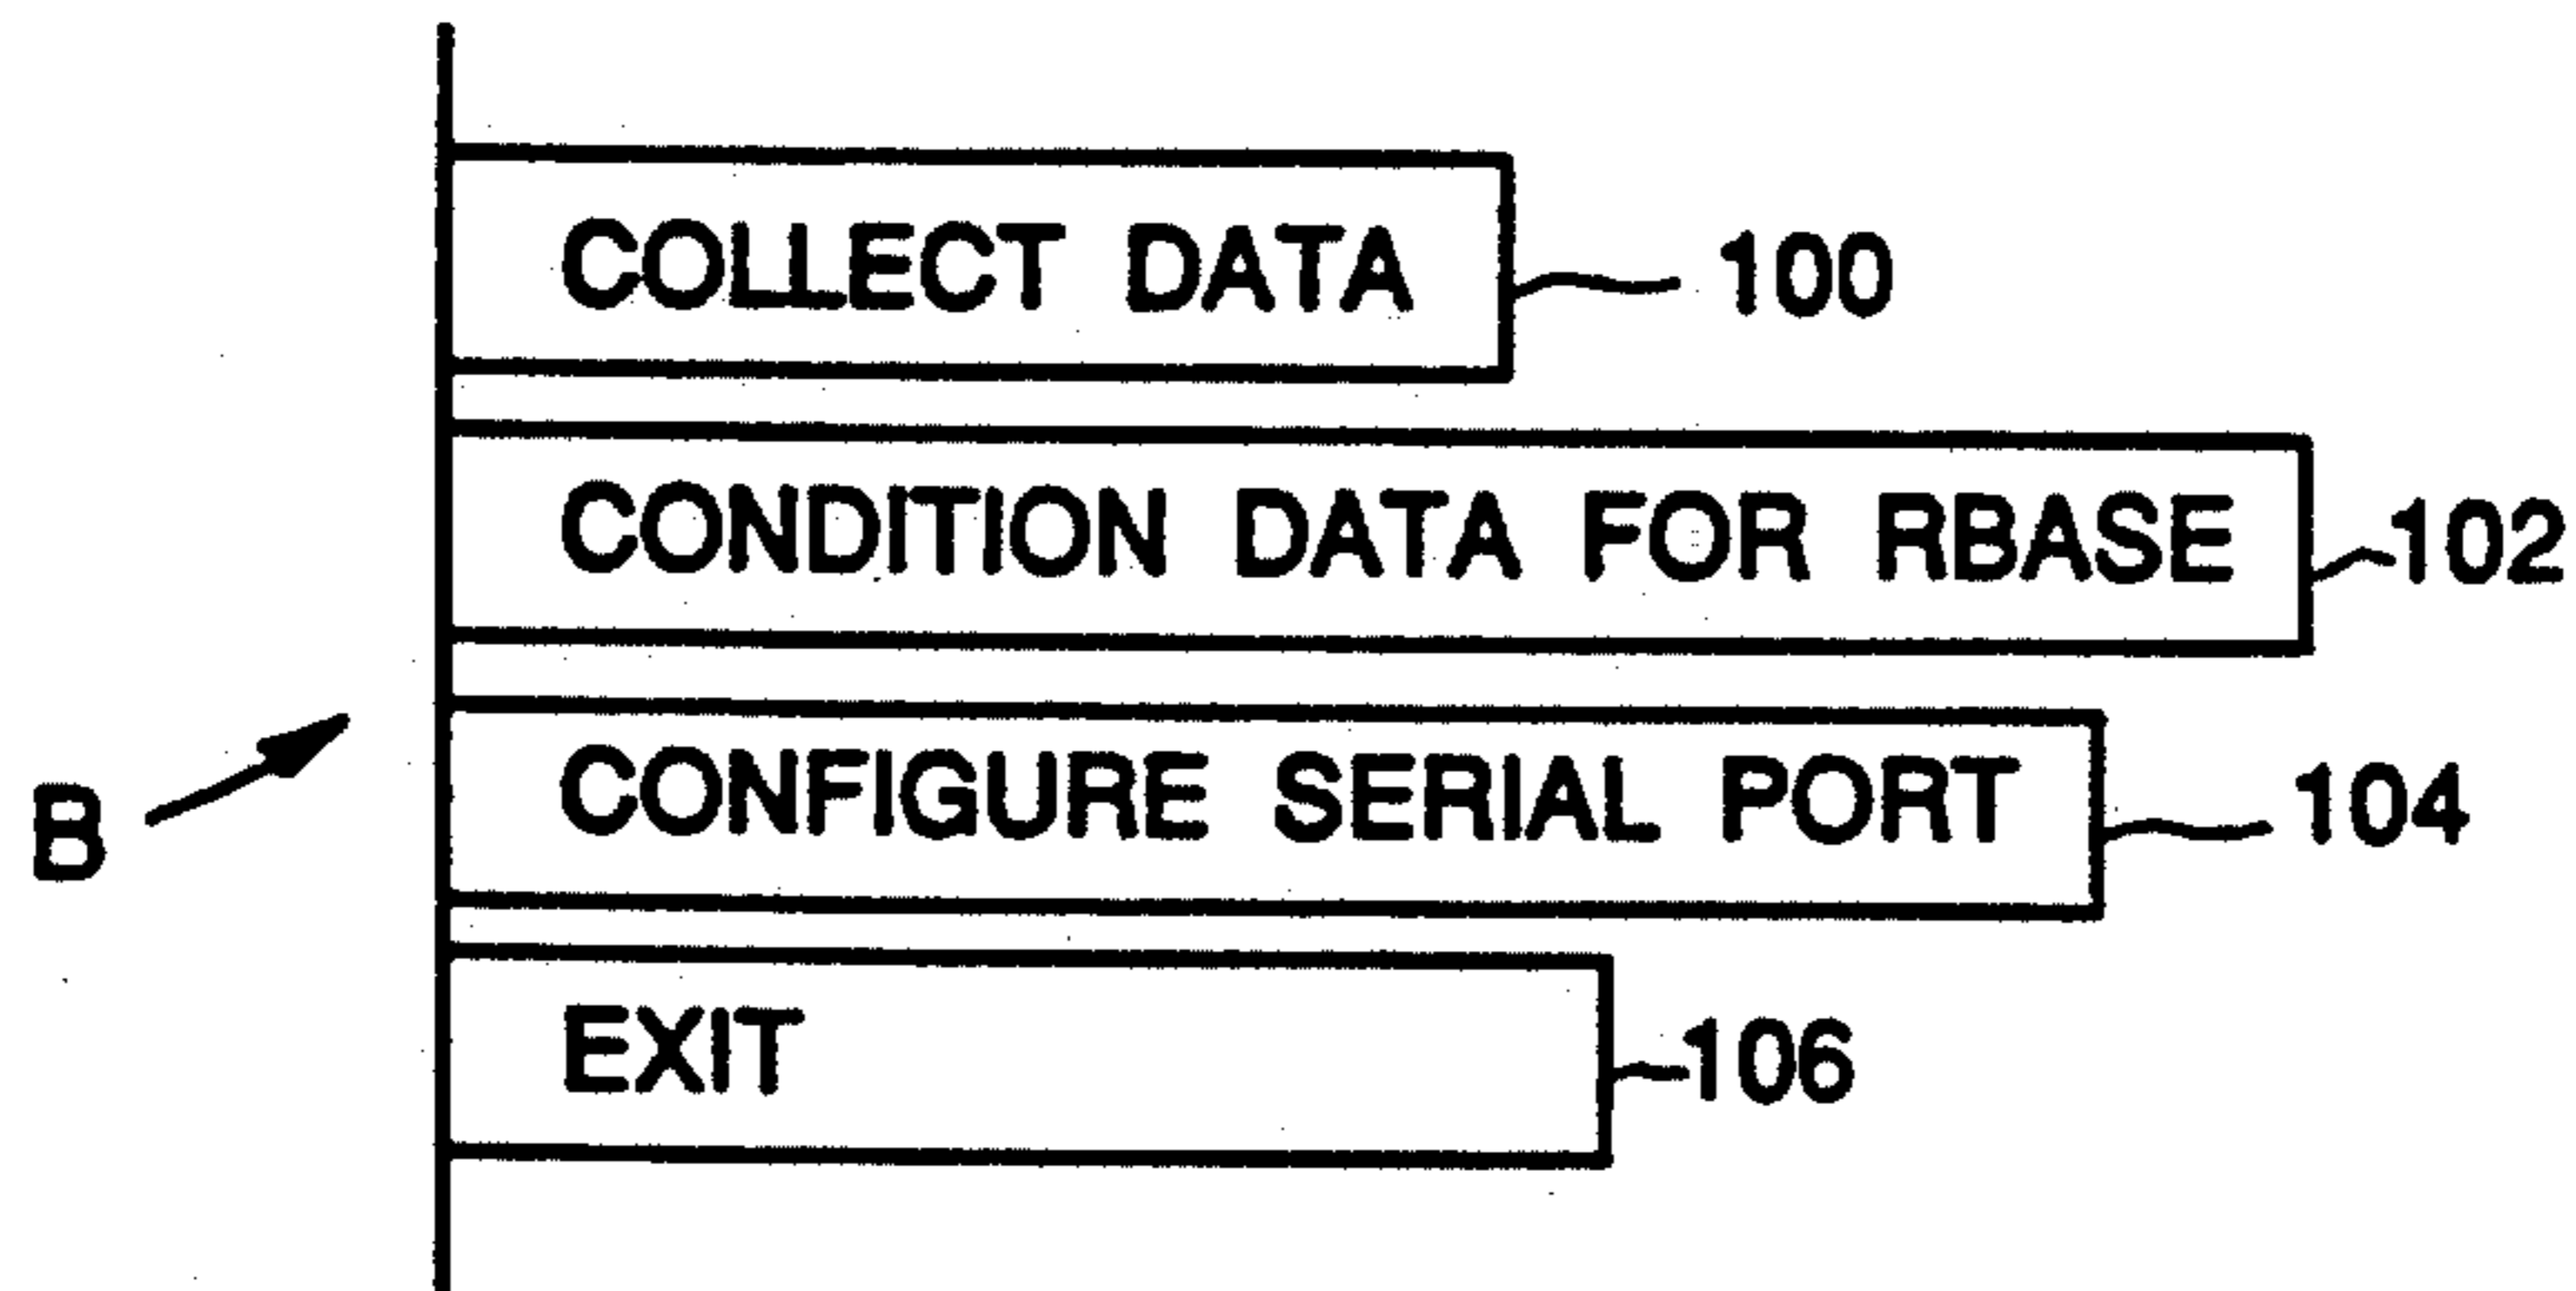 COLLECT DATA 100
CONDITION DATA FOR RBASE 102
CONFIGURE SERIAL PORT 104
B
EXIT 106